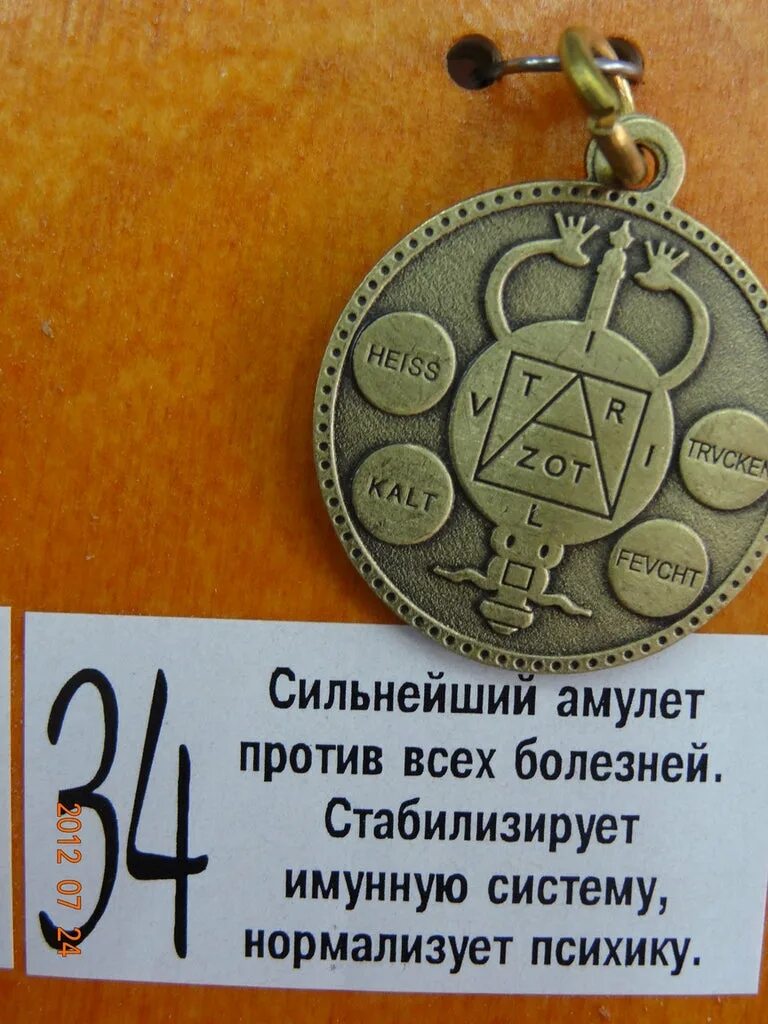 HEISS
KALT
TRVCKEN
FEVCHT
I
V T R I
A
ZOT
L
34
Сильнейший амулет
против всех болезней.
Стабилизирует
имунную систему,
нормализует психику.
2012 07 24